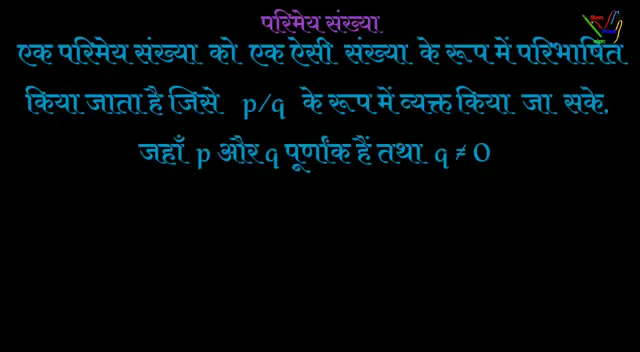 परिमेय संख्या
एक परिमेय संख्या को एक ऐसी संख्या के रूप में परिभाषित
किया जाता है जिसे p/q के रूप में व्यक्त किया जा सके,
जहाँ p और q पूर्णांक हैं तथा q ≠ 0